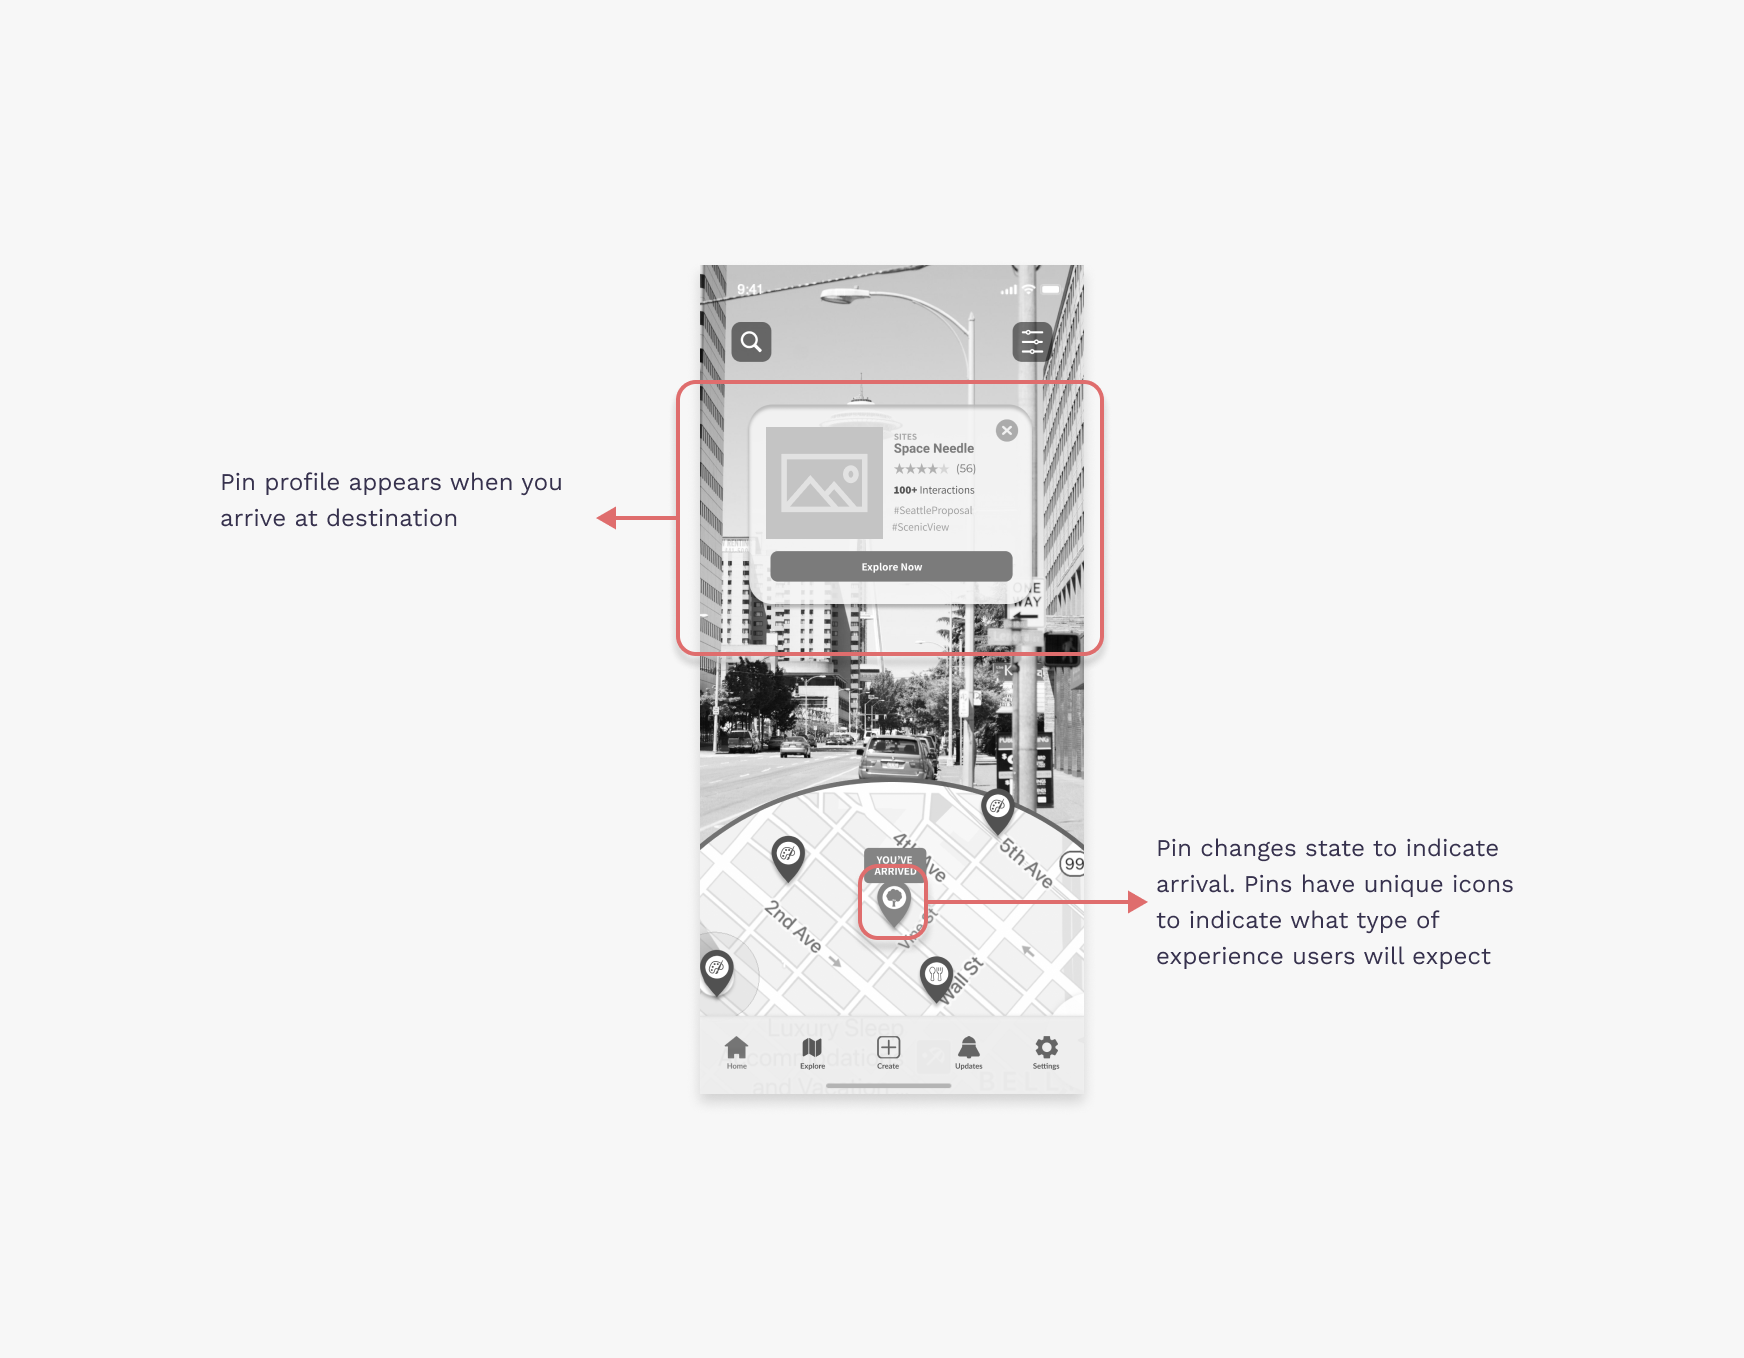 9:41
SITES
Space Needle
(56)
100+ Interactions
#SeattleProposal
#ScenicView
Explore Now
Pin profile appears when you
arrive at destination
ONE
WAY
4th Ave
5th Ave
99
YOU'VE
ARRIVED
2nd Ave
Vine St
Wall St
Pin changes state to indicate
arrival. Pins have unique icons
to indicate what type of
experience users will expect
Luxury Sleep
Accommodations
and Vacation
BELL
Home
Explore
Create
Updates
Settings